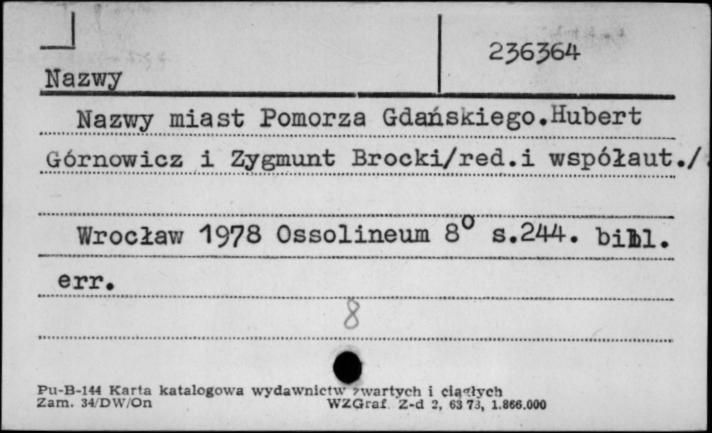 236364
Nazwy
Nazwy miast Pomorza Gdańskiego.Hubert
Górnowicz i Zygmunt Brocki/red.i współaut./
Wrocław 1978 Ossolineum 8° s.244. bibl.
err.
8
Pu-B-144 Karta katalogowa wydawnictw zwartych i ciągłych
Zam. 34/DW/On WZGraf. Z-d 2, 63 73, 1.866.000